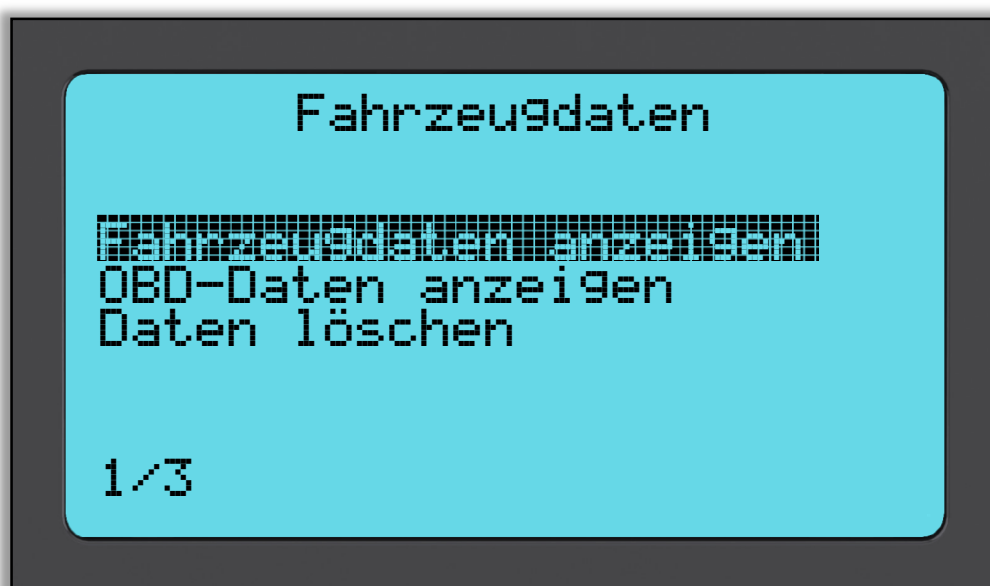 Fahrzeugdaten
Fahrzeugdaten anzeigen
OBD-Daten anzeigen
Daten löschen
1/3